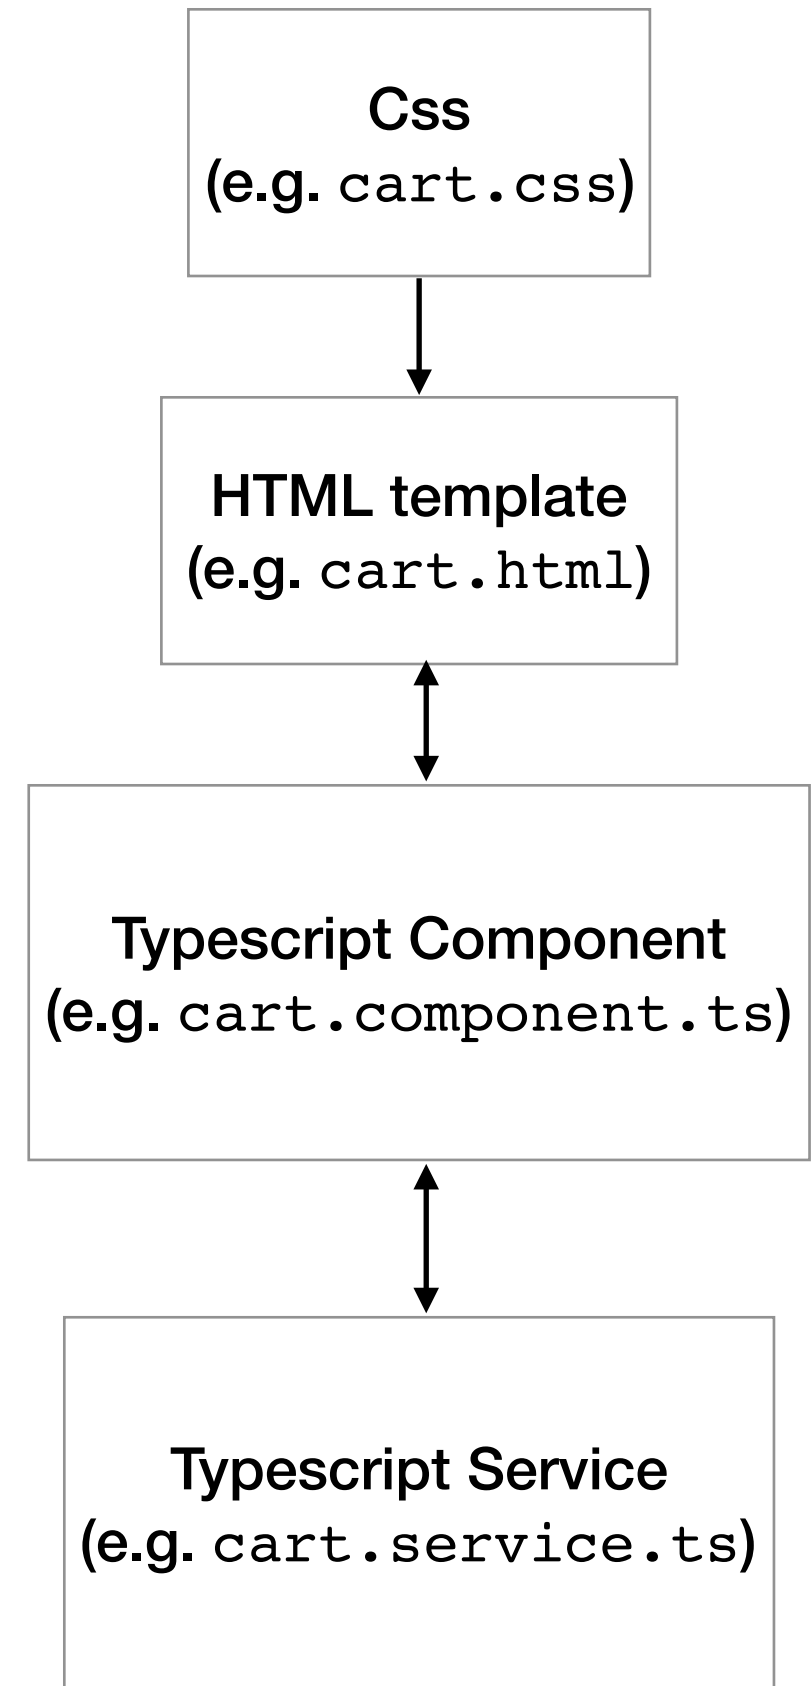 Css
(e.g. cart.css)
HTML template
(e.g. cart.html)
Typescript Component
(e.g. cart.component.ts)
Typescript Service
(e.g. cart.service.ts)